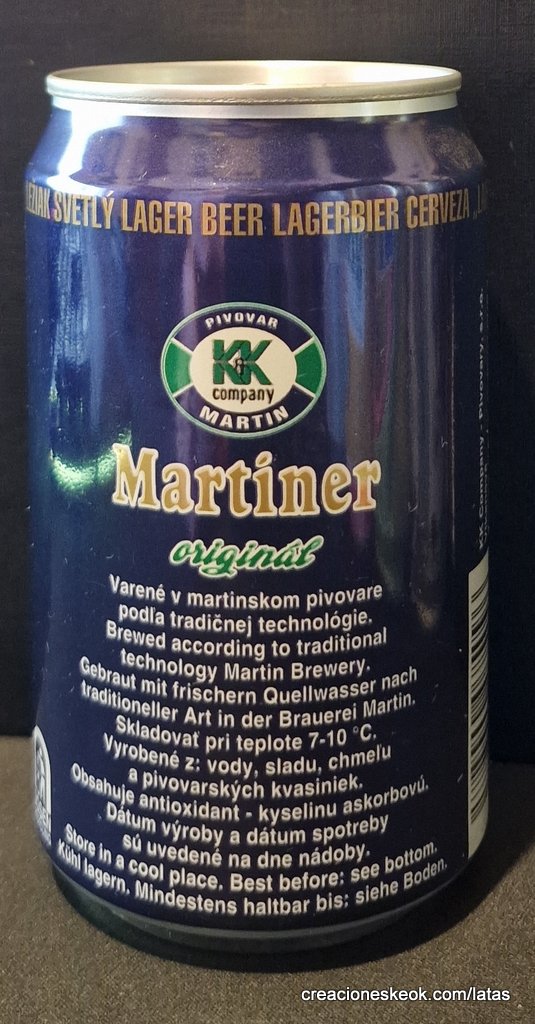 SVETLÝ LAGER BEER LAGERBIER CERVEZA
PIVOVAR
K&K
company
MARTIN
Martiner
originál
Varené v martinskom pivovare
podľa tradičnej technológie.
Brewed according to traditional
technology Martin Brewery.
Gebraut mit frischern Quellwasser nach
traditioneller Art in der Brauerei Martin.
Skladovať pri teplote 7-10 °C.
Vyrobené z: vody, sladu, chmeľu
a pivovarských kvasiniek.
Obsahuje antioxidant - kyselinu askorbovú.
Dátum výroby a dátum spotreby
sú uvedené na dne nádoby.
Store in a cool place. Best before: see bottom.
Kühl lagern. Mindestens haltbar bis: siehe Boden.
Company - Pivovary, s.r.o.
creacioneskeok.com/latas